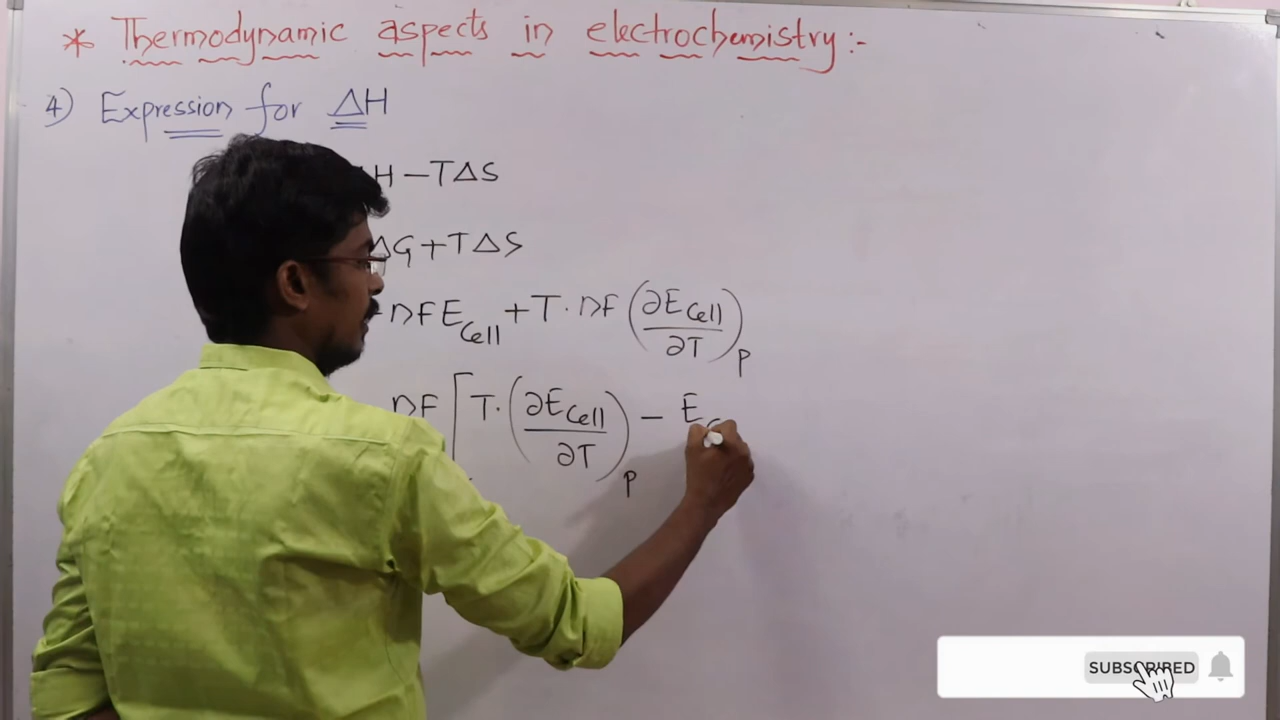 * Thermodynamic aspects in electrochemistry :-
4) Expression for ΔH
H – TΔS
ΔG + TΔS
nFE_Cell + T · nF (∂E_Cell / ∂T)_P
nF [ T · (∂E_Cell / ∂T)_P – E
SUBSCRIBED